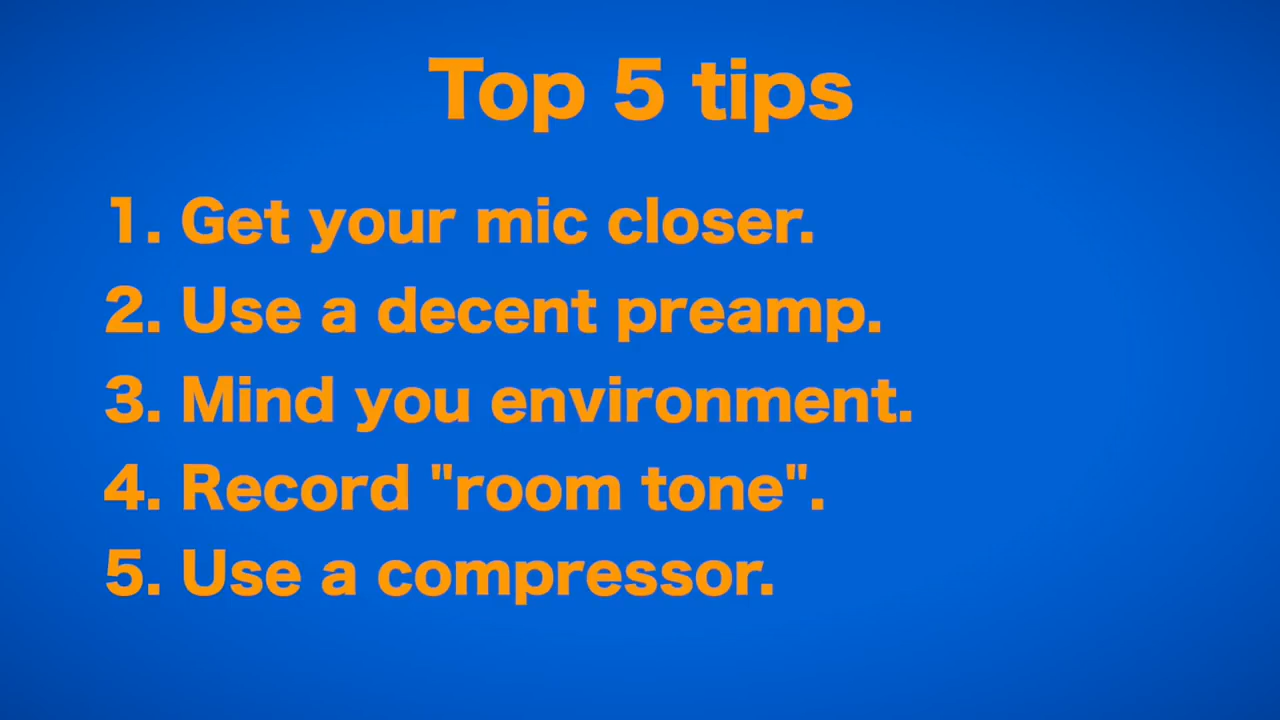 Top 5 tips
1. Get your mic closer.
2. Use a decent preamp.
3. Mind you environment.
4. Record "room tone".
5. Use a compressor.